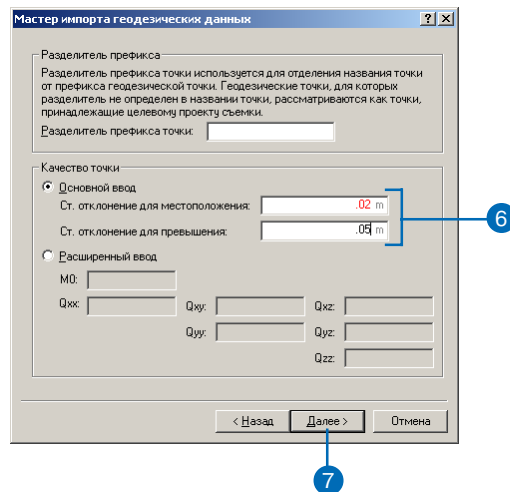 Мастер импорта геодезических данных
Разделитель префикса
Разделитель префикса точки используется для отделения названия точки
от префикса геодезической точки. Геодезические точки, для которых
разделитель не определен в названии точки, рассматриваются как точки,
принадлежащие целевому проекту съемки.
Разделитель префикса точки:
Качество точки
Основной ввод
Ст. отклонение для местоположения: .02 m
Ст. отклонение для превышения: .05 m
6
Расширенный ввод
M0:
Qxx: Qxy: Qxz:
Qyy: Qyz:
Qzz:
< Назад Далее > Отмена
7